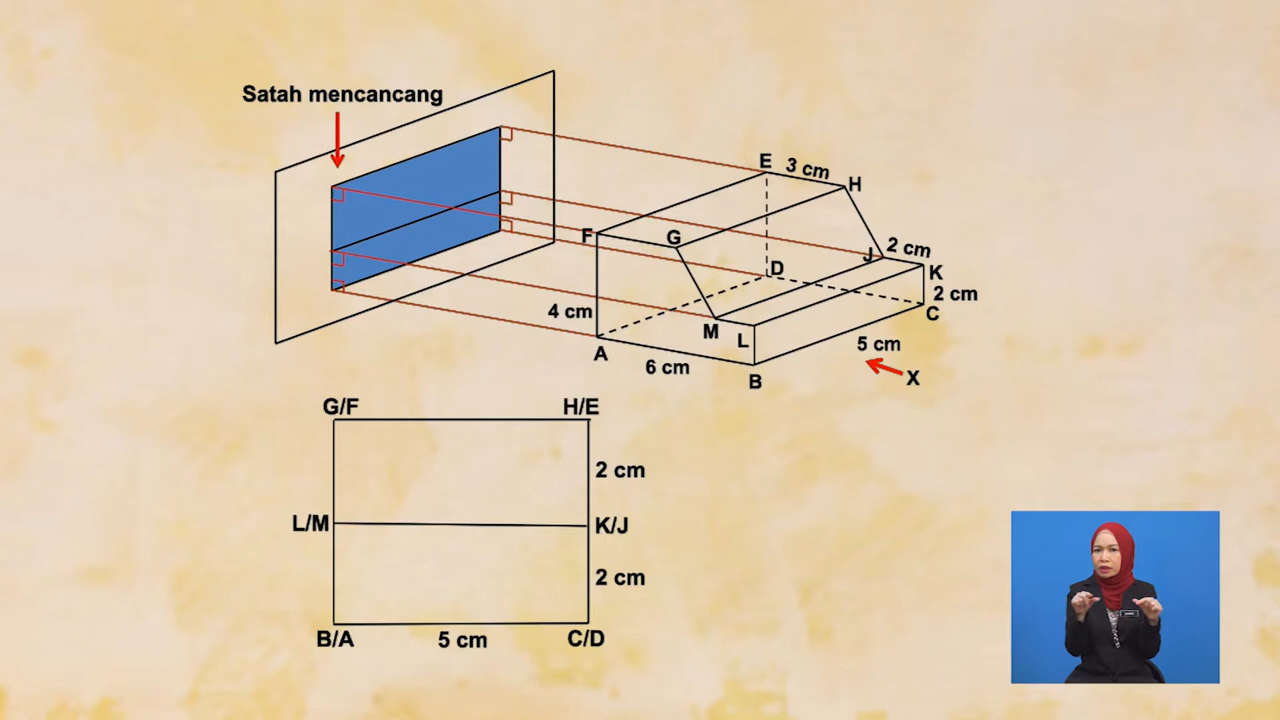 Satah mencancang
E 3 cm H
F G J 2 cm K
D 2 cm
4 cm M L C
A 6 cm B 5 cm
X
G/F H/E
2 cm
L/M K/J
2 cm
B/A 5 cm C/D